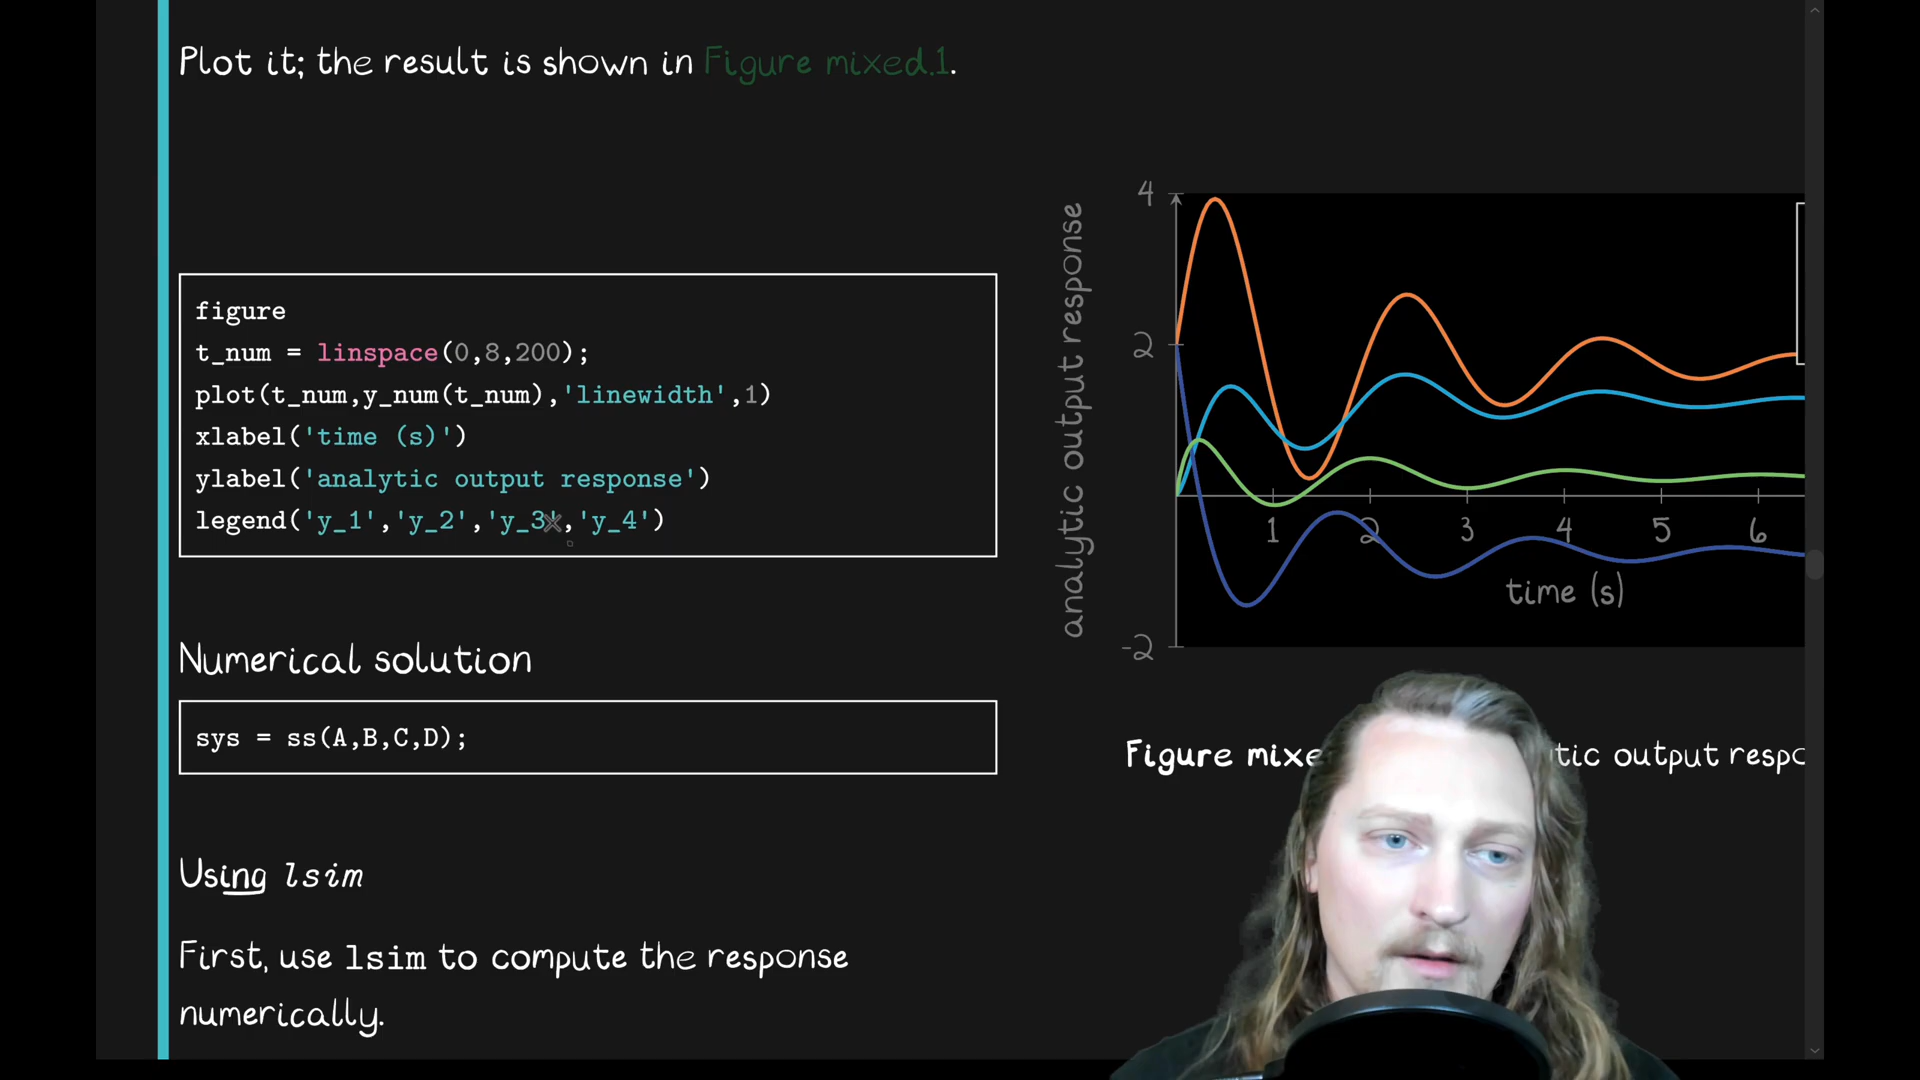 Plot it; the result is shown in Figure mixed.1.
figure
t_num = linspace(0,8,200);
plot(t_num,y_num(t_num),'linewidth',1)
xlabel('time (s)')
ylabel('analytic output response')
legend('y_1','y_2','y_3','y_4')
Numerical solution
sys = ss(A,B,C,D);
Using lsim
First, use lsim to compute the response
numerically.
analytic output response
4
2
-2
1 2 3 4 5 6
time (s)
Figure mixe tic output respo